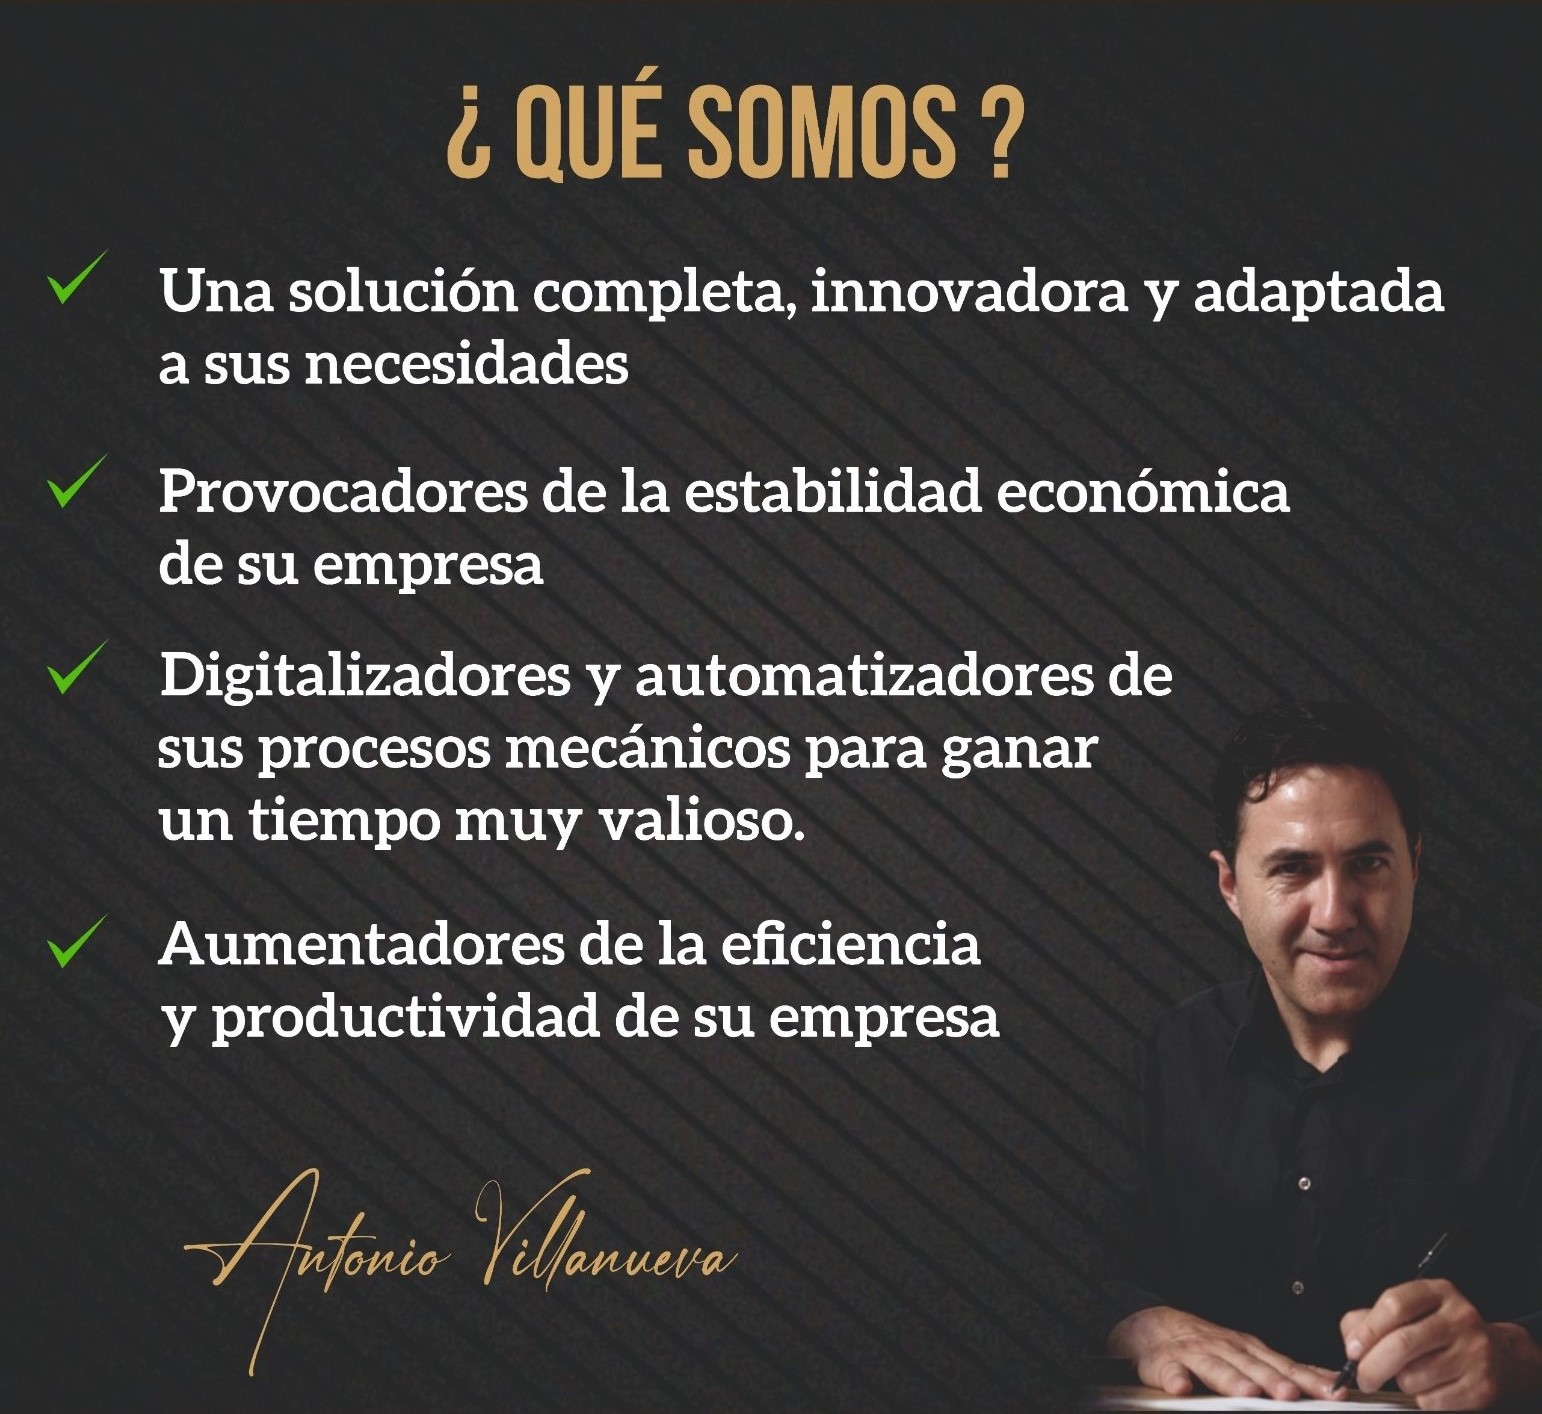 ¿ QUÉ SOMOS ?
Una solución completa, innovadora y adaptada
a sus necesidades
Provocadores de la estabilidad económica
de su empresa
Digitalizadores y automatizadores de
sus procesos mecánicos para ganar
un tiempo muy valioso.
Aumentadores de la eficiencia
y productividad de su empresa
Antonio Villanueva